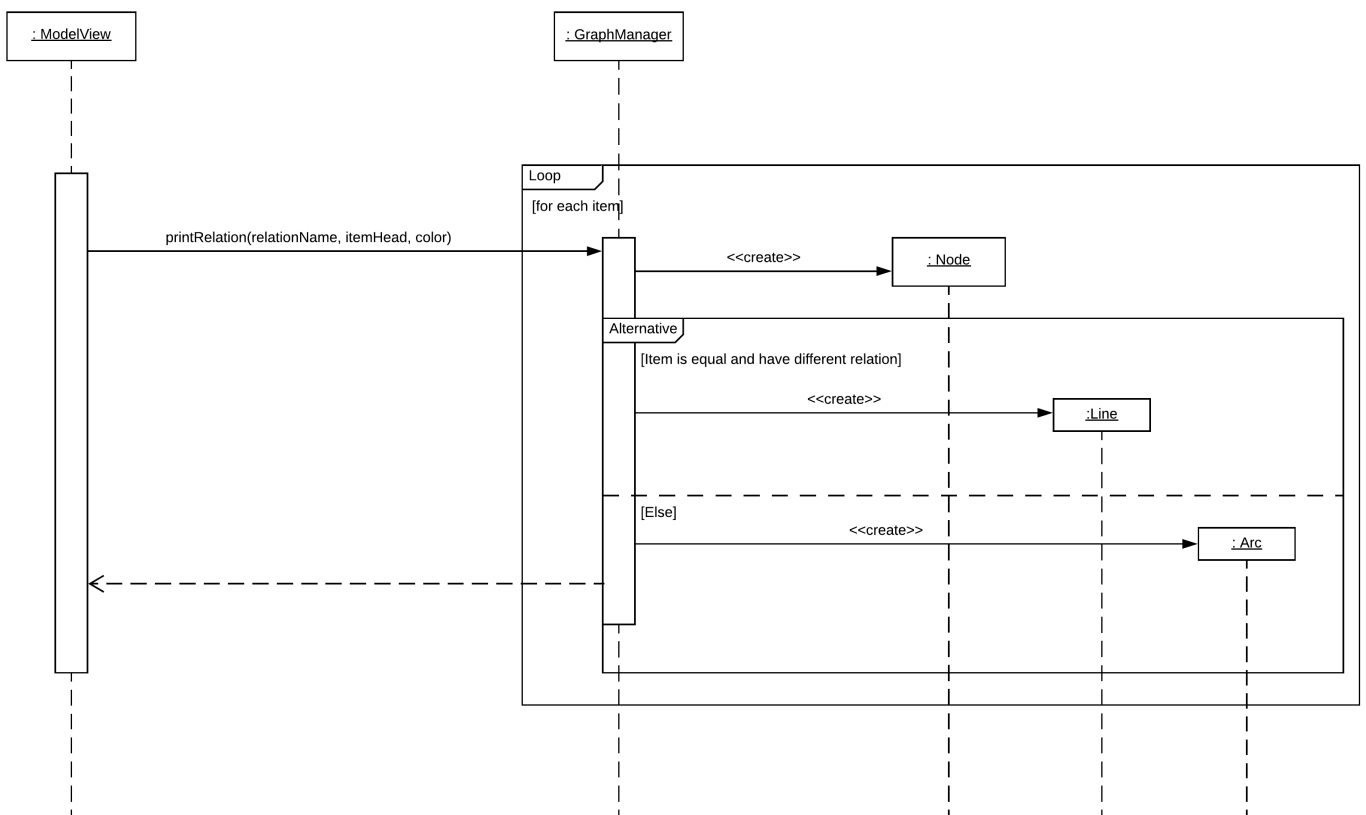 : ModelView
: GraphManager
Loop
[for each item]
printRelation(relationName, itemHead, color)
<<create>>
: Node
Alternative
[Item is equal and have different relation]
<<create>>
:Line
[Else]
<<create>>
: Arc